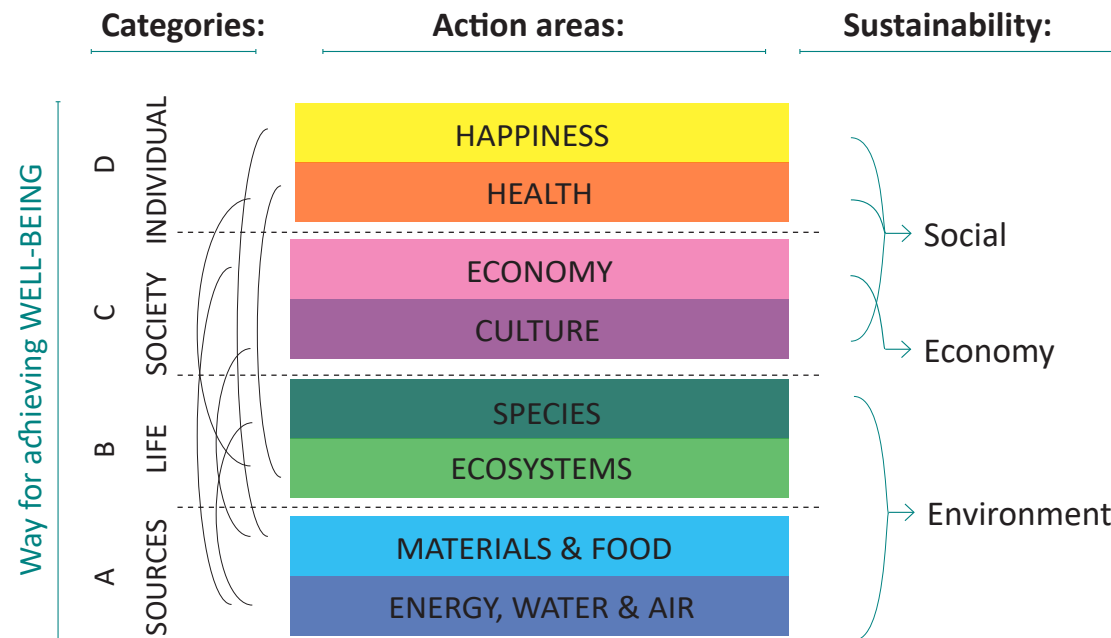 Categories:
Action areas:
Sustainability:
Way for achieving WELL-BEING
D
INDIVIDUAL
HAPPINESS
HEALTH
C
SOCIETY
ECONOMY
CULTURE
B
LIFE
SPECIES
ECOSYSTEMS
A
SOURCES
MATERIALS & FOOD
ENERGY, WATER & AIR
Social
Economy
Environment